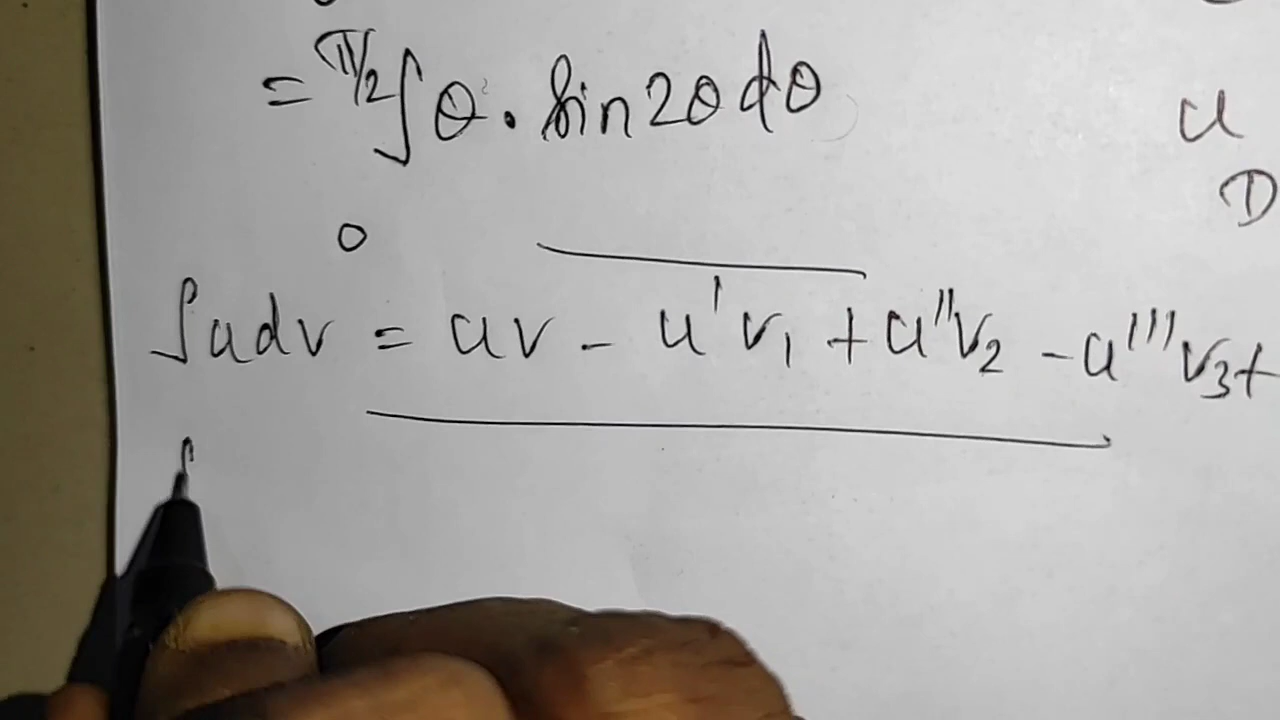 = π/2∫ θ · sin2θ dθ
0
u
D
∫udv = uv - u'v₁ + u''v₂ - u'''v₃+
∫